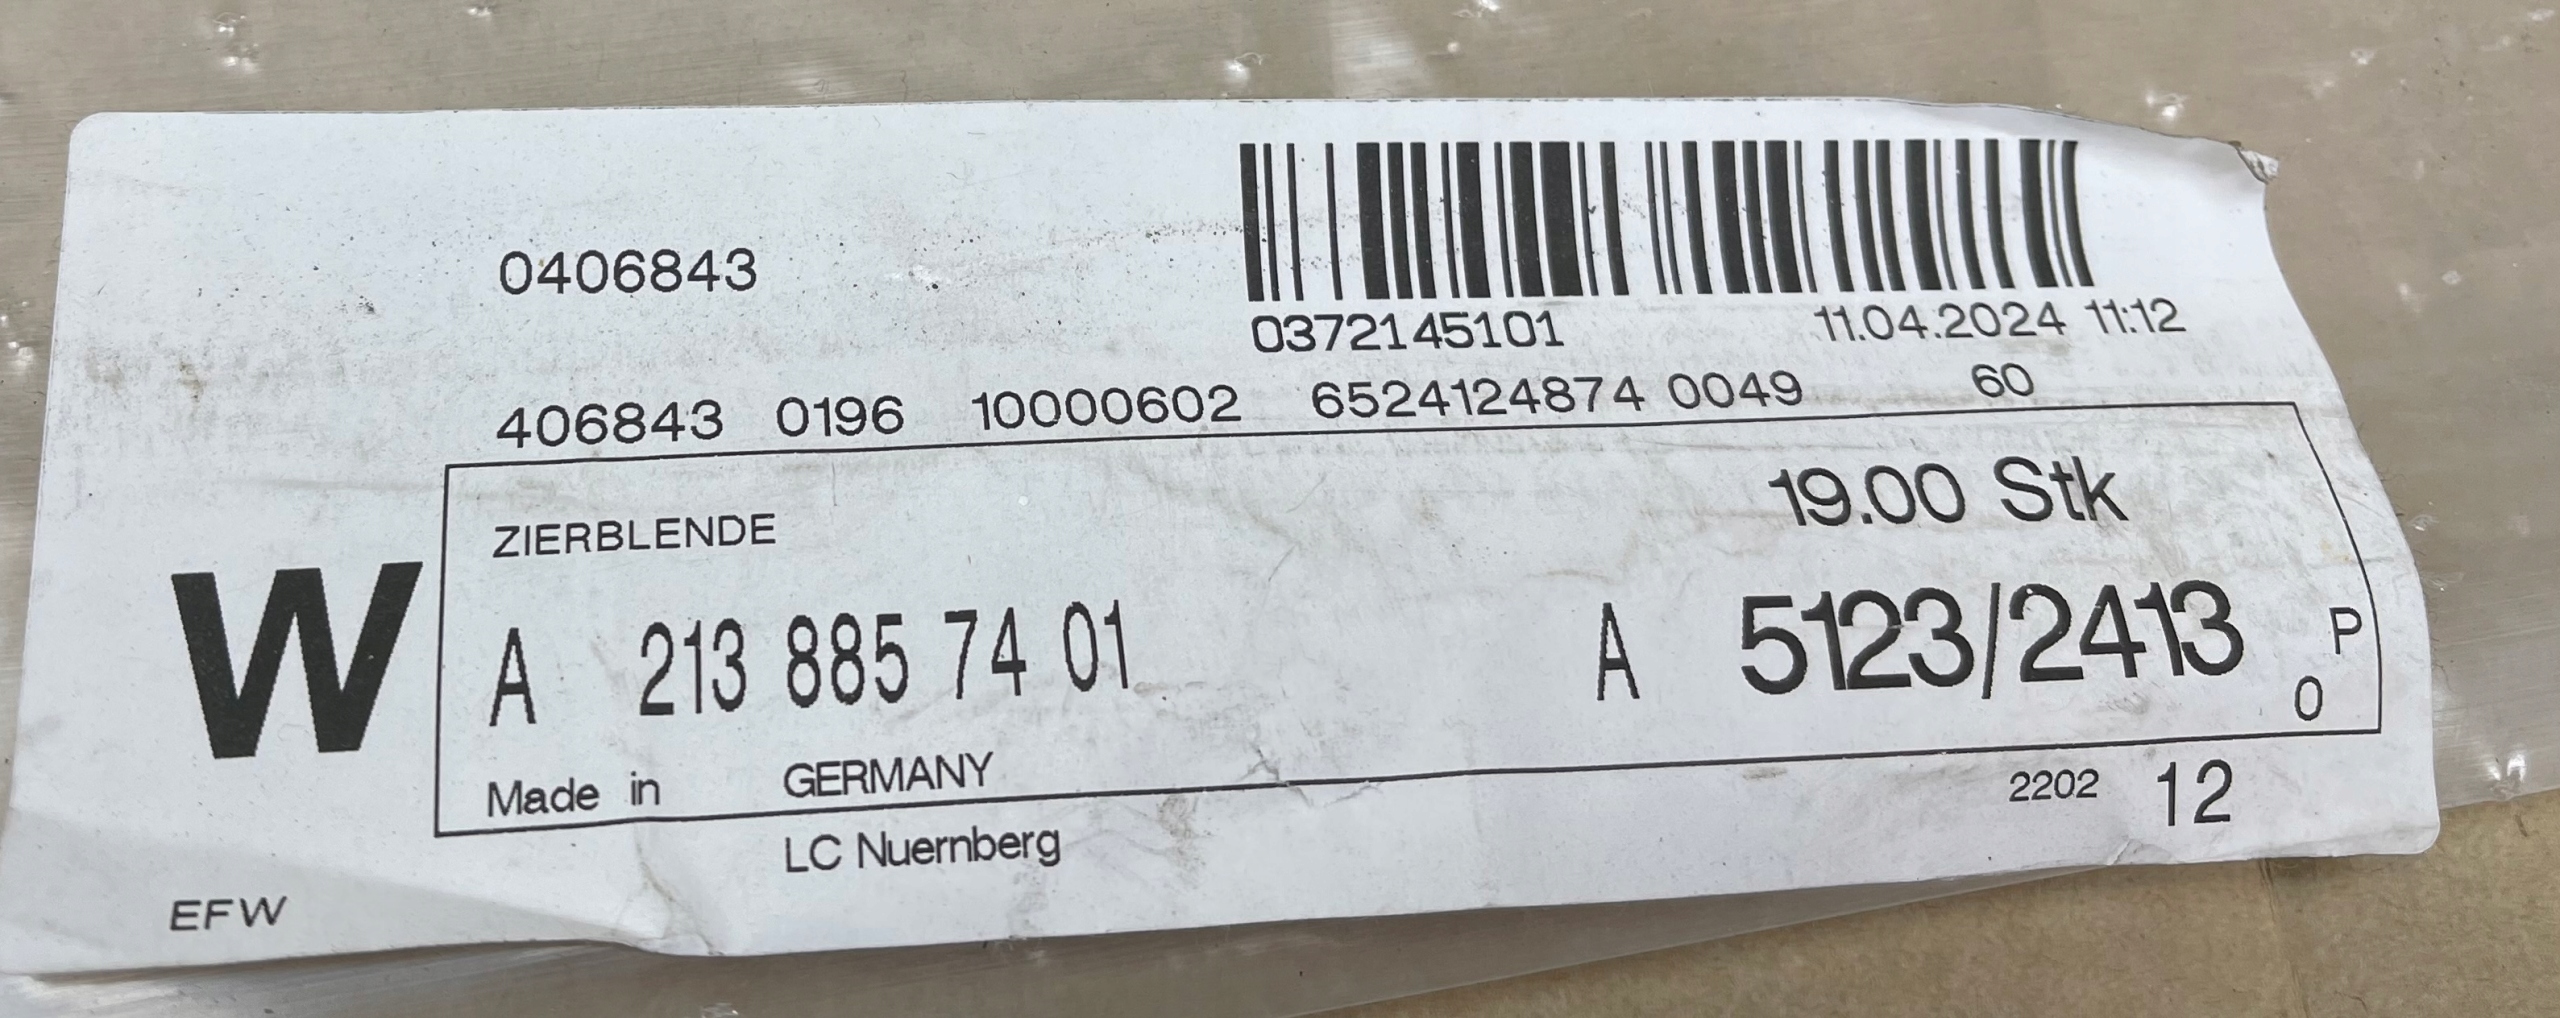 0406843
0372145101 11.04.2024 11:12
406843 0196 10000602 6524124874 0049 60
19.00 Stk
ZIERBLENDE
W
A 213 885 74 01 A 5123/2413 P
0
Made in GERMANY
2202 12
LC Nuernberg
EFW